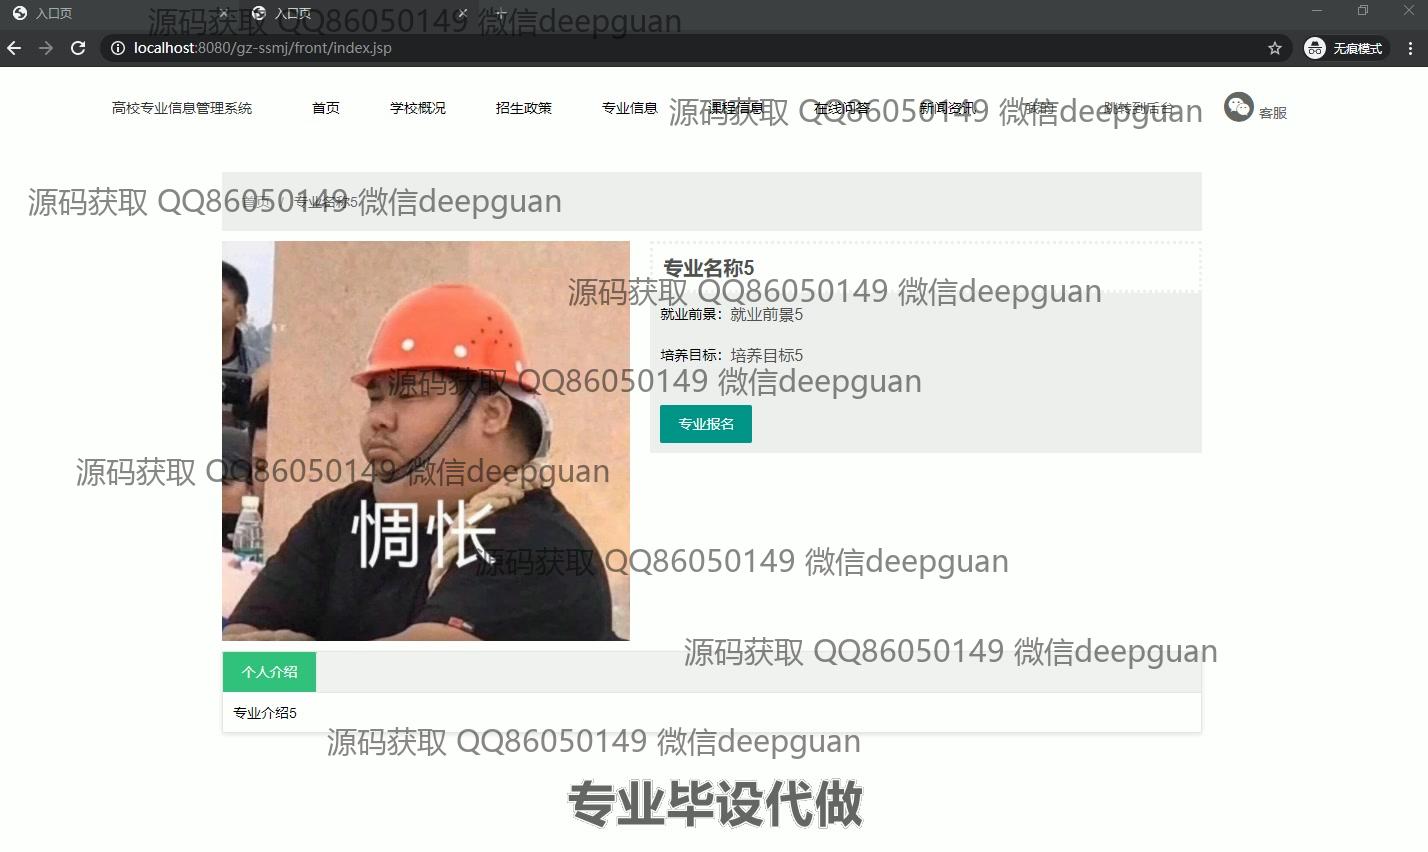 入口页
入口页
源码获取 QQ86050149 微信deepguan
localhost:8080/gz-ssmj/front/index.jsp
无痕模式
高校专业信息管理系统 首页 学校概况 招生政策 专业信息 课程信息 在线问答 新闻资讯 我的 跳转到后台 客服
源码获取 QQ86050149 微信deepguan
首页 / 专业名称5
源码获取 QQ86050149 微信deepguan
专业名称5
源码获取 QQ86050149 微信deepguan
就业前景：就业前景5
培养目标：培养目标5
源码获取 QQ86050149 微信deepguan
专业报名
源码获取 QQ86050149 微信deepguan
惆怅
源码获取 QQ86050149 微信deepguan
源码获取 QQ86050149 微信deepguan
个人介绍
专业介绍5
源码获取 QQ86050149 微信deepguan
专业毕设代做